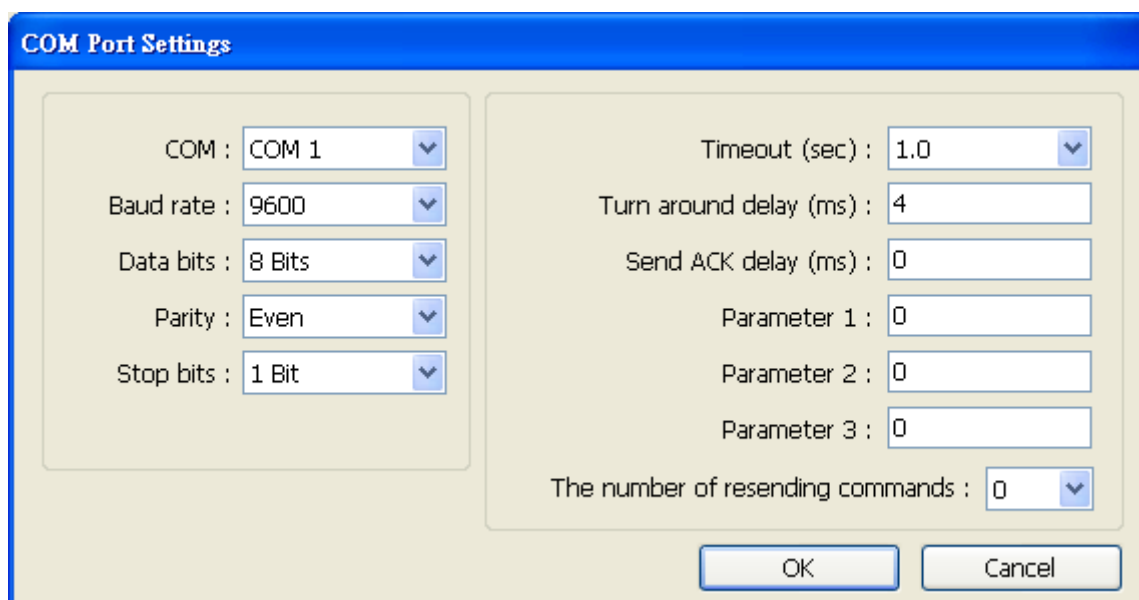 COM Port Settings
COM : COM 1
Baud rate : 9600
Data bits : 8 Bits
Parity : Even
Stop bits : 1 Bit
Timeout (sec) : 1.0
Turn around delay (ms) : 4
Send ACK delay (ms) : 0
Parameter 1 : 0
Parameter 2 : 0
Parameter 3 : 0
The number of resending commands : 0
OK Cancel